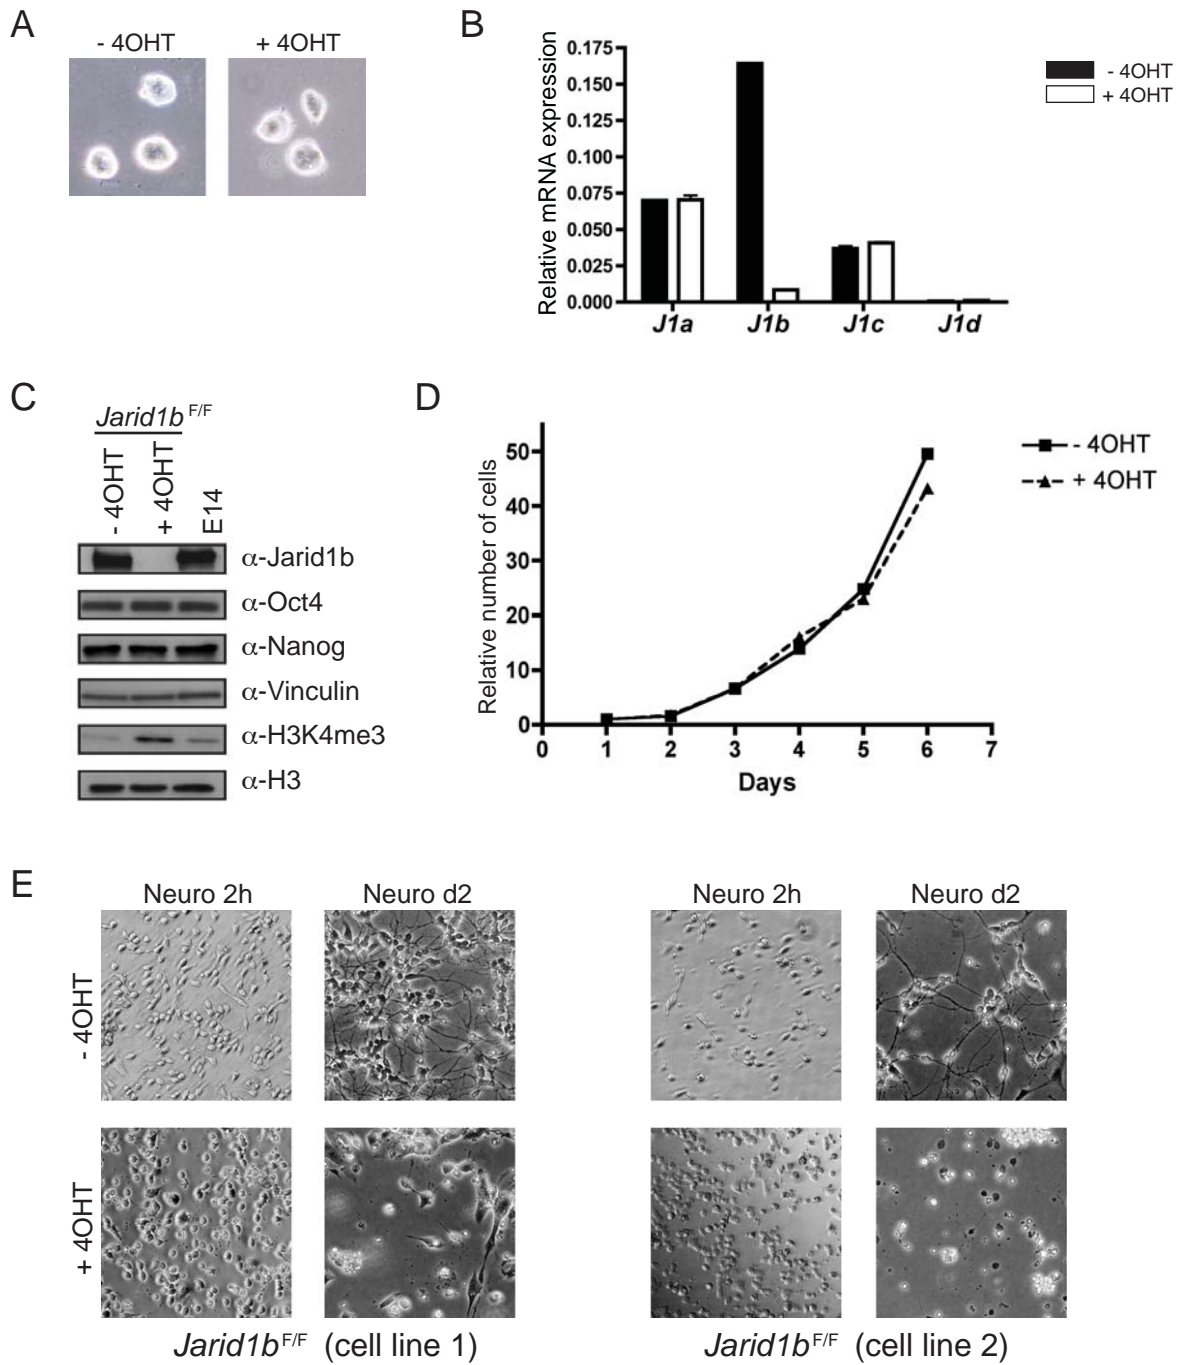 A
- 4OHT
+ 4OHT
B
Relative mRNA expression
0.175
0.150
0.125
0.100
0.075
0.050
0.025
0.000
J1a
J1b
J1c
J1d
- 4OHT
+ 4OHT
C
Jarid1b F/F
- 4OHT
+ 4OHT
E14
α-Jarid1b
α-Oct4
α-Nanog
α-Vinculin
α-H3K4me3
α-H3
D
Relative number of cells
50
40
30
20
10
0
0
1
2
3
4
5
6
7
Days
- 4OHT
+ 4OHT
E
Neuro 2h
Neuro d2
Neuro 2h
Neuro d2
- 4OHT
+ 4OHT
Jarid1b F/F (cell line 1)
Jarid1b F/F (cell line 2)